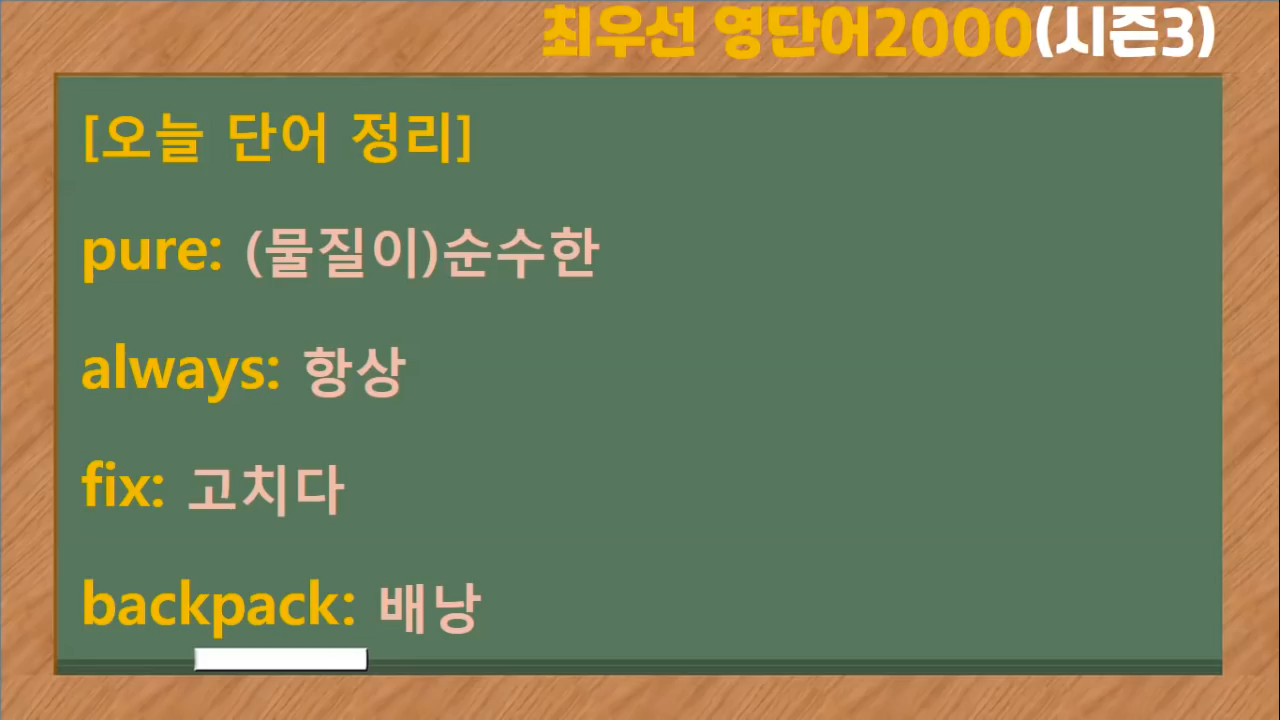 최우선 영단어2000(시즌3)
[오늘 단어 정리]
pure: (물질이)순수한
always: 항상
fix: 고치다
backpack: 배낭